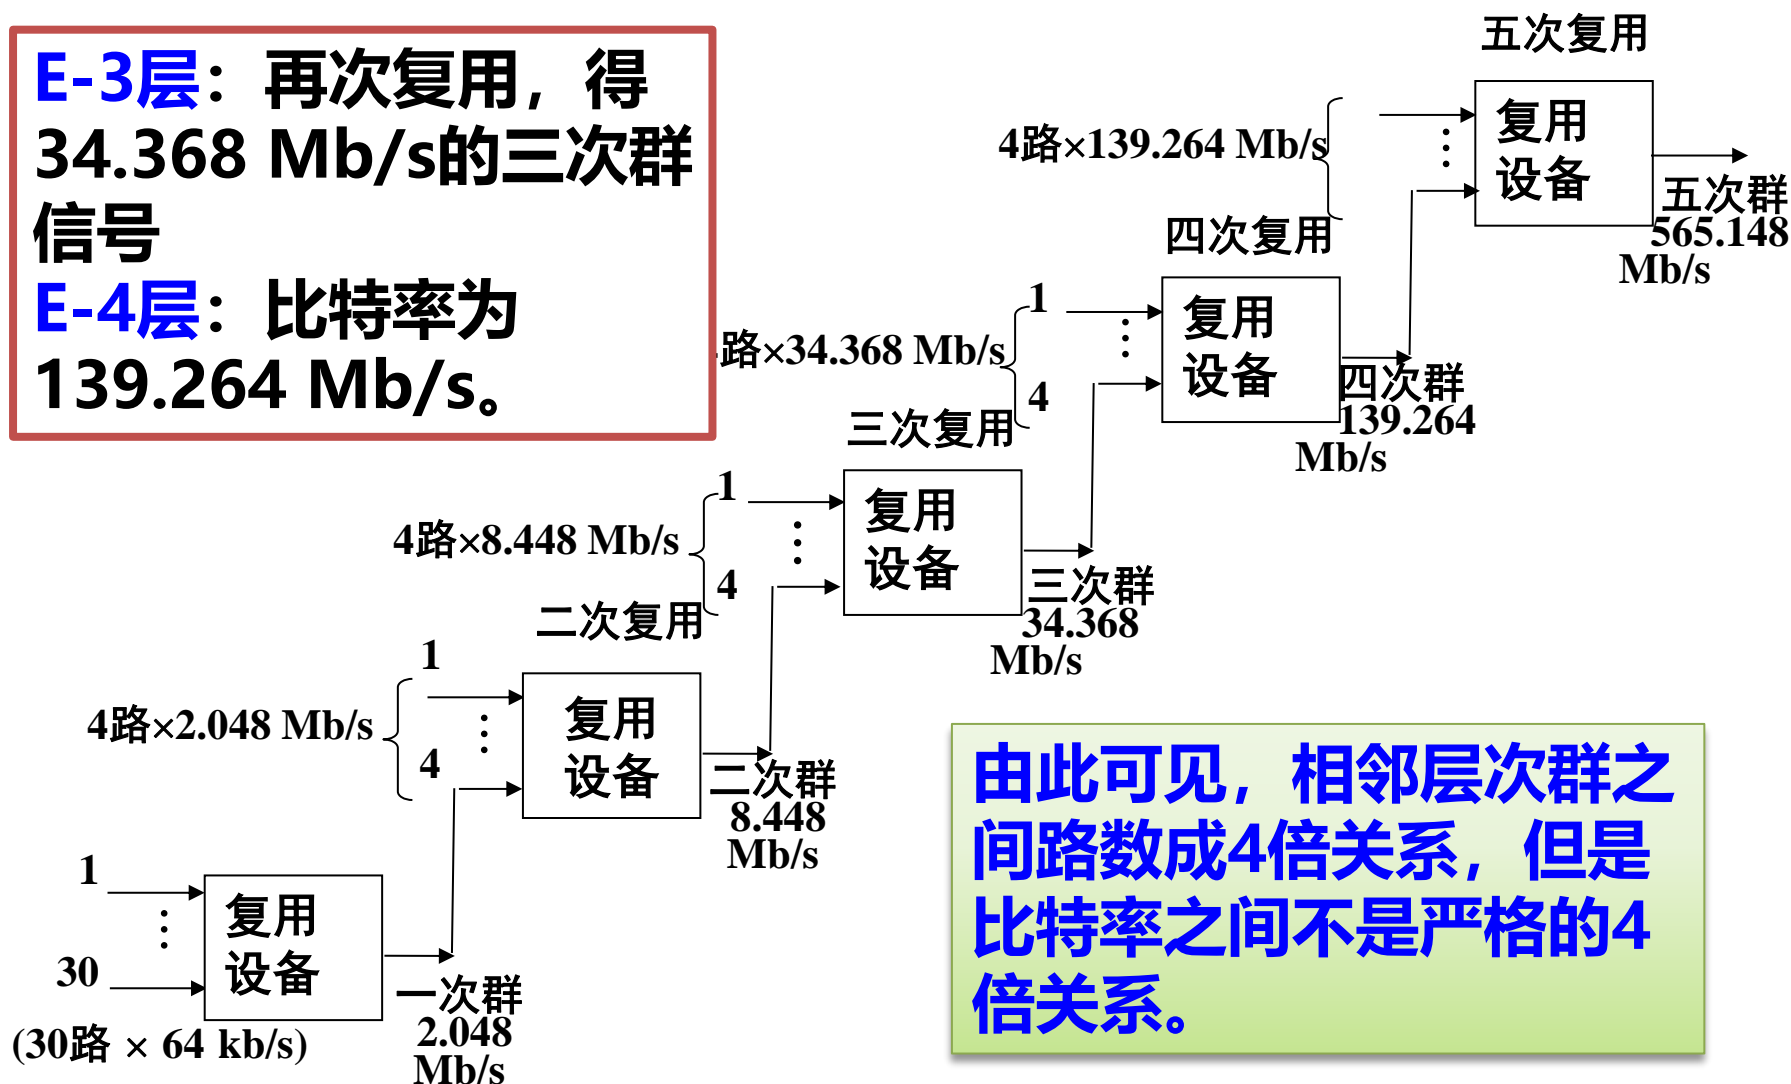 E-3层：再次复用，得
34.368 Mb/s的三次群
信号
E-4层：比特率为
139.264 Mb/s。
五次复用
4路×139.264 Mb/s
复用
设备
五次群
565.148
Mb/s
四次复用
路×34.368 Mb/s
1
4
复用
设备
四次群
139.264
Mb/s
三次复用
4路×8.448 Mb/s
1
4
复用
设备
三次群
34.368
Mb/s
二次复用
4路×2.048 Mb/s
1
4
复用
设备
二次群
8.448
Mb/s
1
30
(30路 × 64 kb/s)
复用
设备
一次群
2.048
Mb/s
由此可见，相邻层次群之
间路数成4倍关系，但是
比特率之间不是严格的4
倍关系。